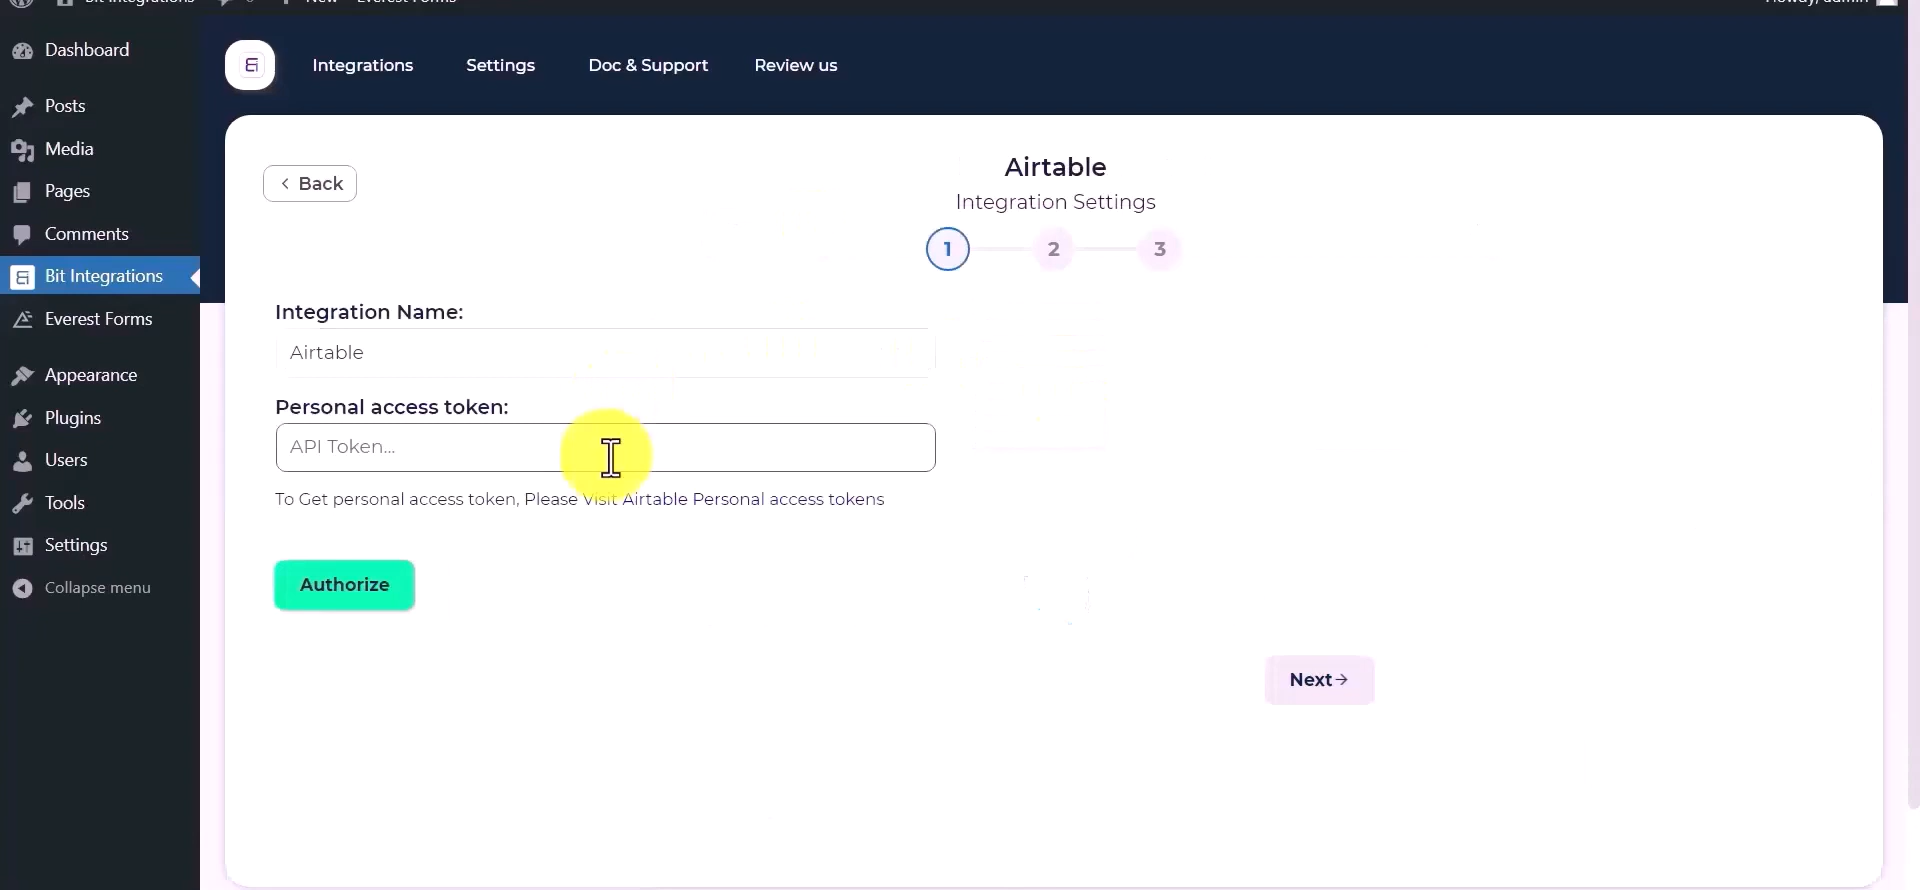 Bit Integrations New Everest Forms Howdy, admin
Dashboard
Posts
Media
Pages
Comments
Bit Integrations
Everest Forms
Appearance
Plugins
Users
Tools
Settings
Collapse menu
Integrations Settings Doc & Support Review us
Back
Airtable
Integration Settings
1 2 3
Integration Name:
Airtable
Personal access token:
API Token...
To Get personal access token, Please Visit Airtable Personal access tokens
Authorize
Next